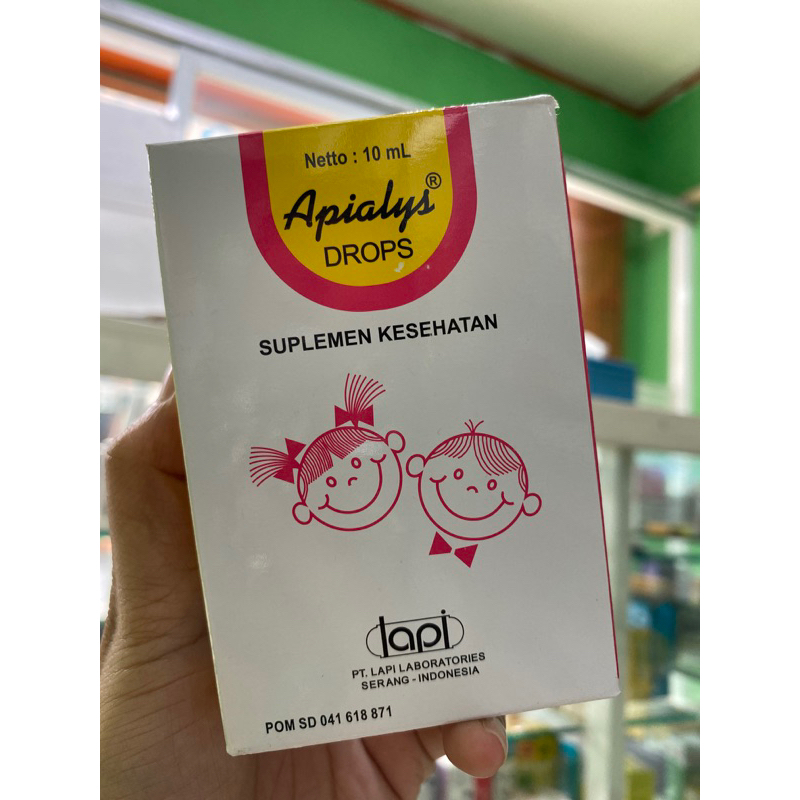 Netto : 10 mL
Apialys®
DROPS
SUPLEMEN KESEHATAN
lapi
PT. LAPI LABORATORIES
SERANG - INDONESIA
POM SD 041 618 871